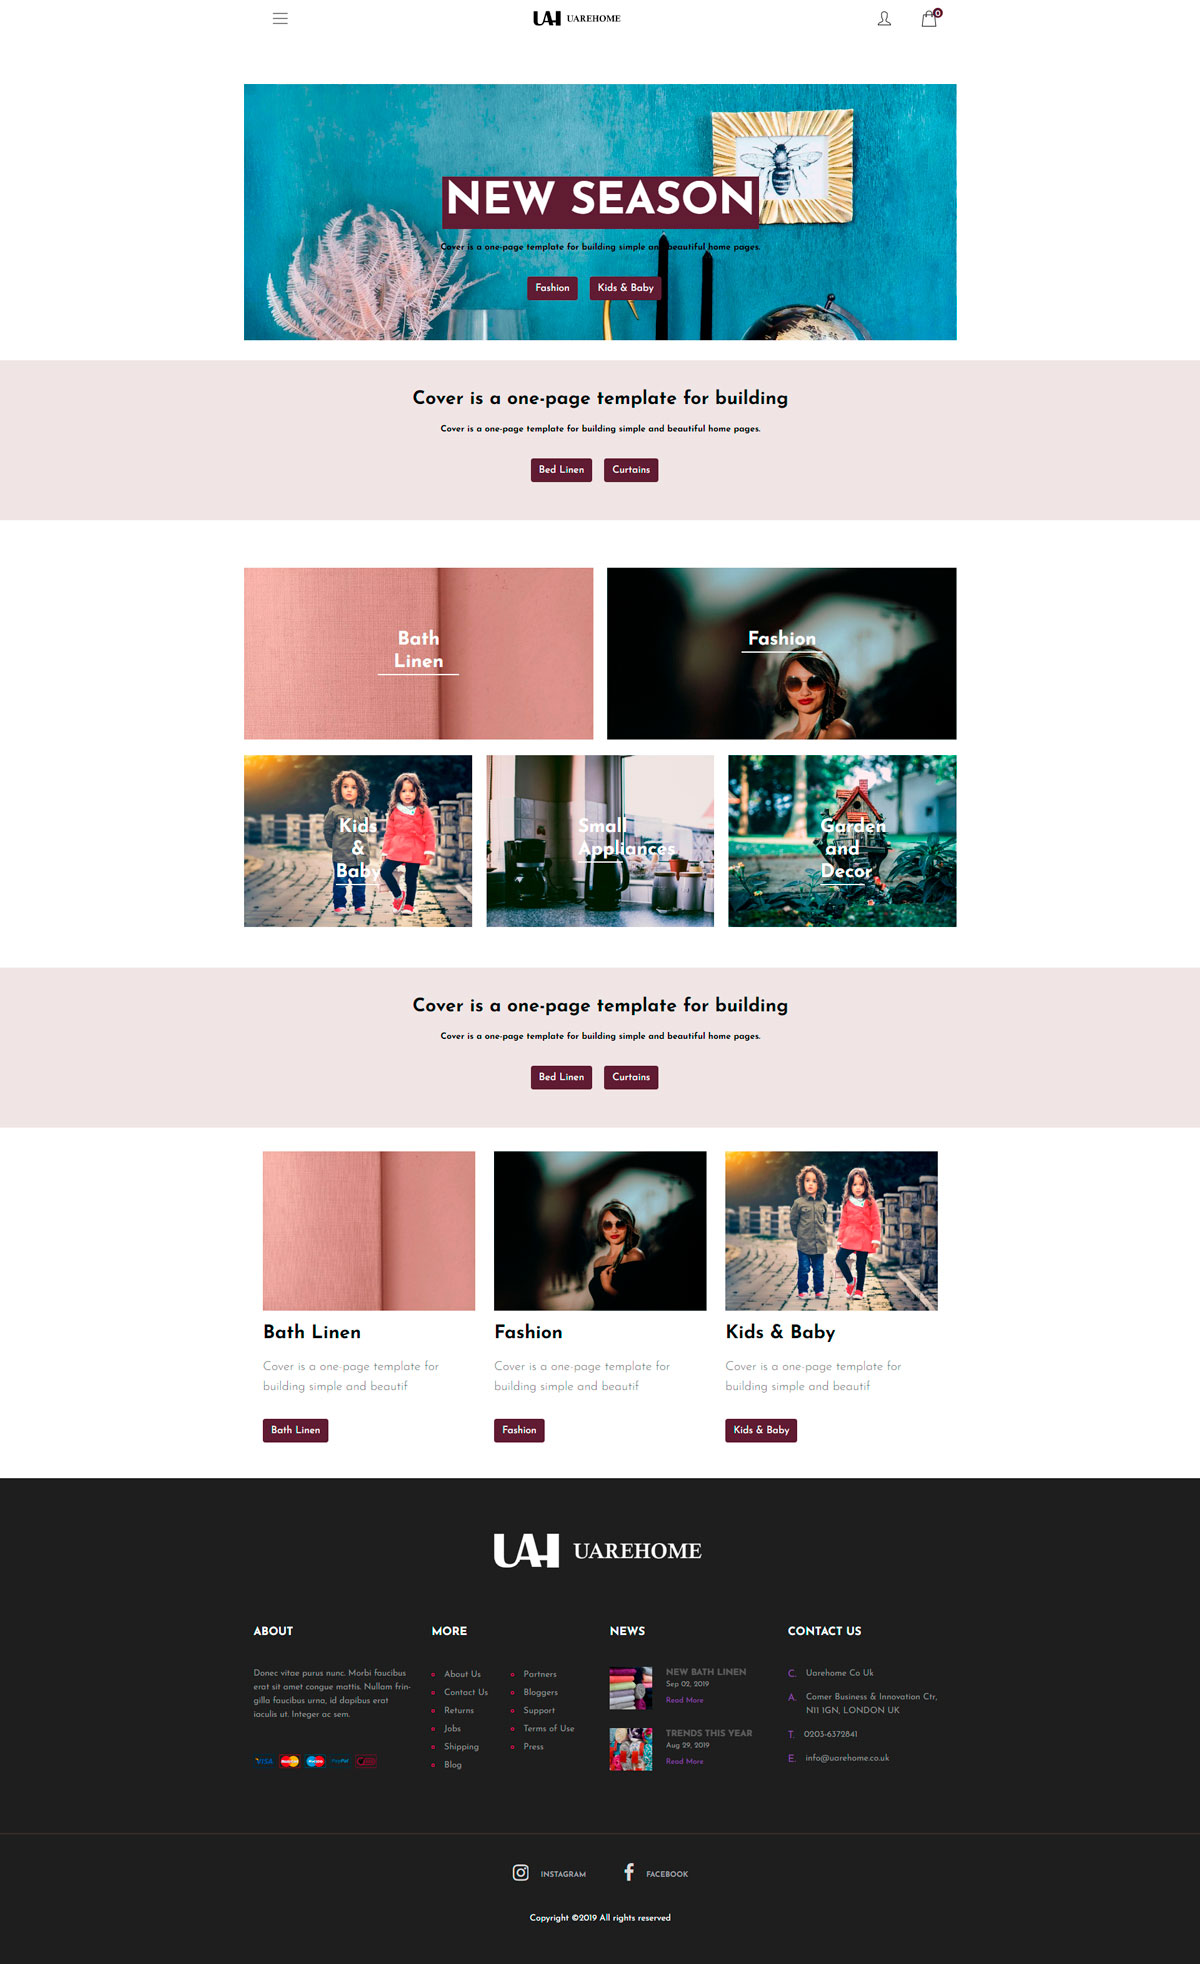 UAH UAREHOME
0
NEW SEASON
Cover is a one-page template for building simple and beautiful home pages.
Fashion
Kids & Baby
Cover is a one-page template for building
Cover is a one-page template for building simple and beautiful home pages.
Bed Linen
Curtains
Bath
Linen
Fashion
Kids
&
Baby
Small
Appliances
Garden
and
Decor
Cover is a one-page template for building
Cover is a one-page template for building simple and beautiful home pages.
Bed Linen
Curtains
Bath Linen
Cover is a one-page template for
building simple and beautif
Bath Linen
Fashion
Cover is a one-page template for
building simple and beautif
Fashion
Kids & Baby
Cover is a one-page template for
building simple and beautif
Kids & Baby
UAH UAREHOME
ABOUT
Donec vitae purus nunc. Morbi faucibus
erat sit amet congue mattis. Nullam frin-
gilla faucibus urna, id dapibus erat
iaculis ut. Integer ac sem.
VISA
PayPal
MORE
About Us
Contact Us
Returns
Jobs
Shipping
Blog
Partners
Bloggers
Support
Terms of Use
Press
NEWS
NEW BATH LINEN
Sep 02, 2019
Read More
TRENDS THIS YEAR
Aug 29, 2019
Read More
CONTACT US
C. Uarehome Co Uk
A. Comer Business & Innovation Ctr,
N11 1GN, LONDON UK
T. 0203-6372841
E. info@uarehome.co.uk
INSTAGRAM
FACEBOOK
Copyright ©2019 All rights reserved